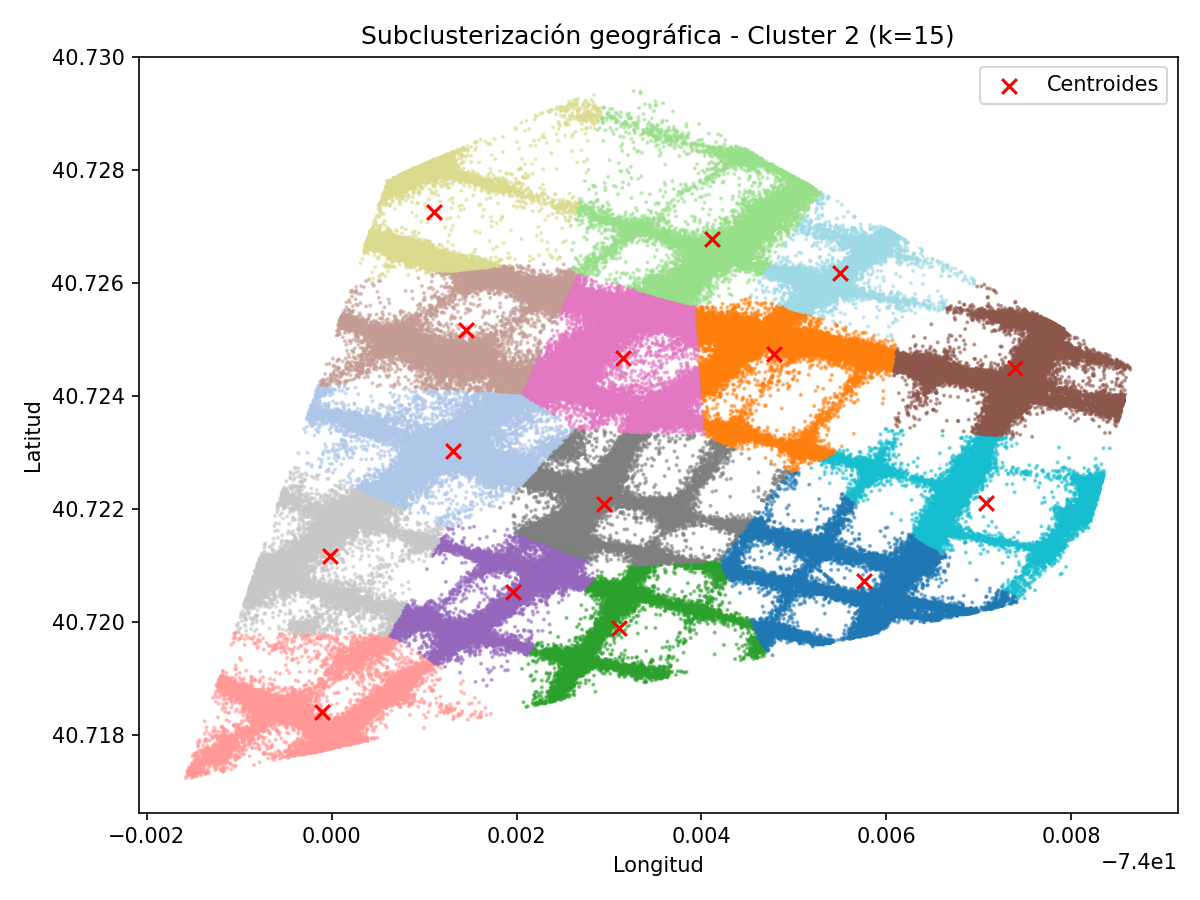 Subclusterización geográfica - Cluster 2 (k=15)
Centroides
Latitud
40.730
40.728
40.726
40.724
40.722
40.720
40.718
−0.002
0.000
0.002
0.004
0.006
0.008
−7.4e1
Longitud